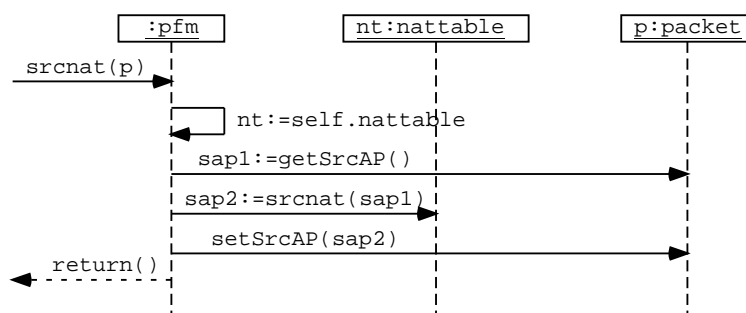 :pfm
nt:nattable
p:packet
srcnat(p)
nt:=self.nattable
sap1:=getSrcAP()
sap2:=srcnat(sap1)
setSrcAP(sap2)
return()